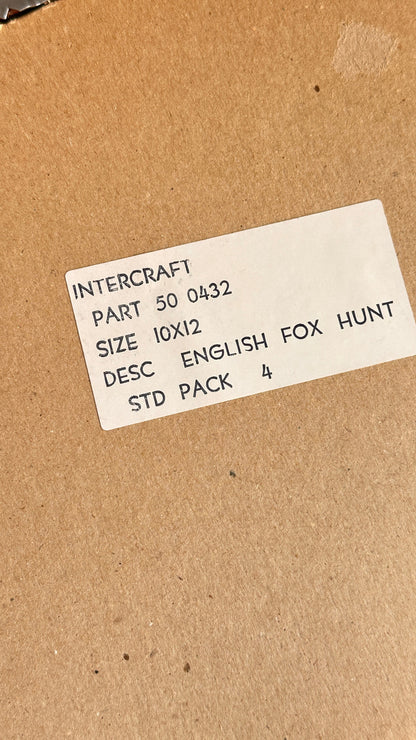 INTERCRAFT
PART 50 0432
SIZE 10X12
DESC ENGLISH FOX HUNT
STD PACK 4